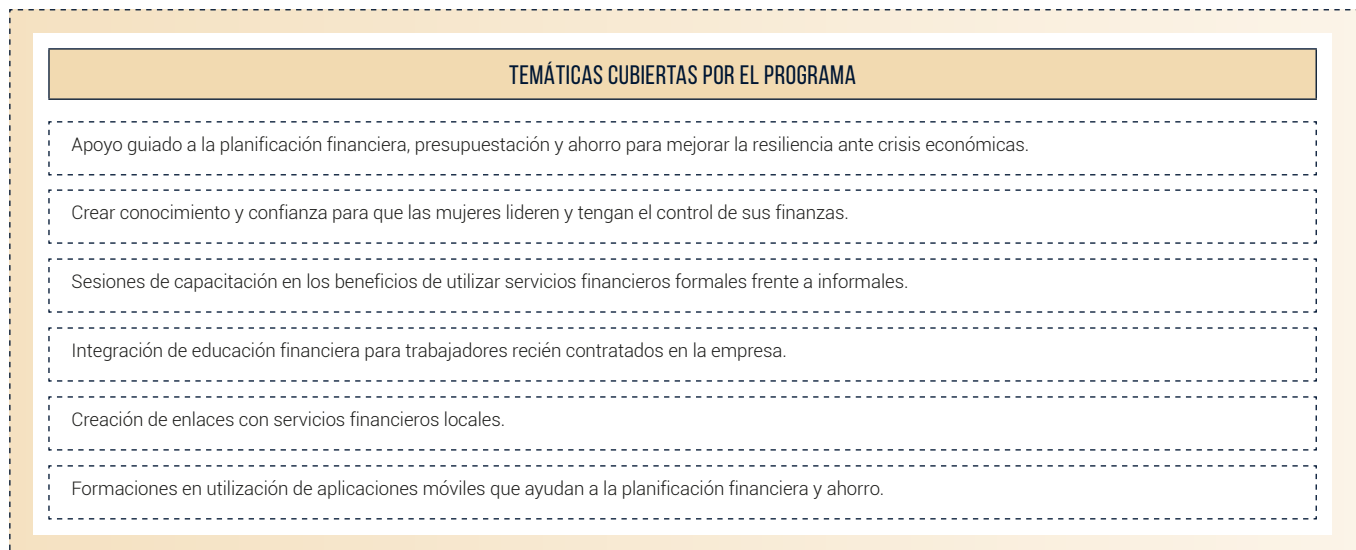 TEMÁTICAS CUBIERTAS POR EL PROGRAMA
Apoyo guiado a la planificación financiera, presupuestación y ahorro para mejorar la resiliencia ante crisis económicas.
Crear conocimiento y confianza para que las mujeres lideren y tengan el control de sus finanzas.
Sesiones de capacitación en los beneficios de utilizar servicios financieros formales frente a informales.
Integración de educación financiera para trabajadores recién contratados en la empresa.
Creación de enlaces con servicios financieros locales.
Formaciones en utilización de aplicaciones móviles que ayudan a la planificación financiera y ahorro.